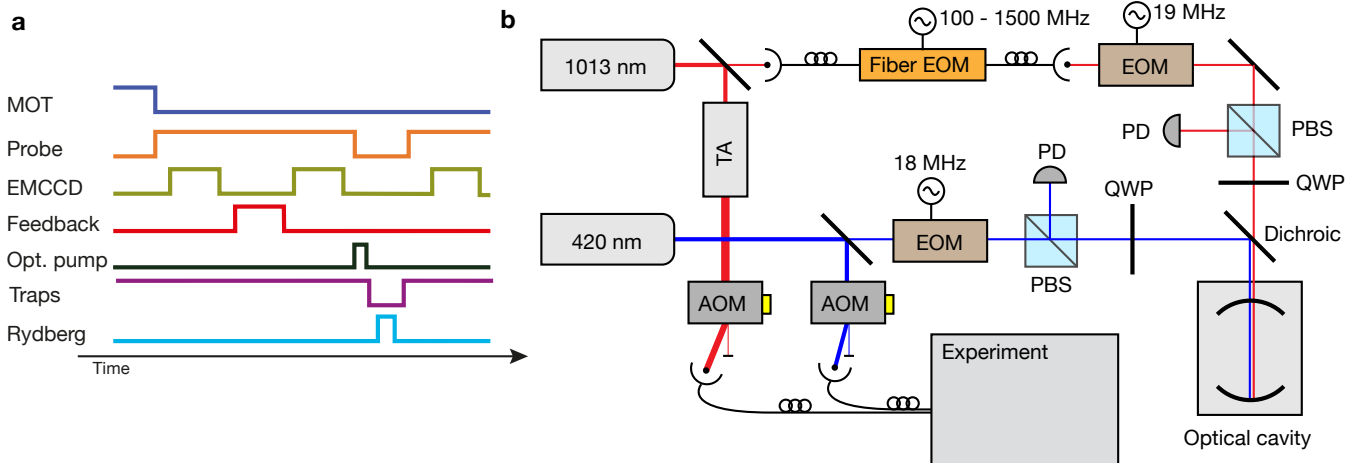 a
MOT
Probe
EMCCD
Feedback
Opt. pump
Traps
Rydberg
Time
b
1013 nm
100 - 1500 MHz
Fiber EOM
19 MHz
EOM
PBS
PD
QWP
TA
420 nm
18 MHz
EOM
PD
PBS
QWP
Dichroic
AOM
AOM
Experiment
Optical cavity